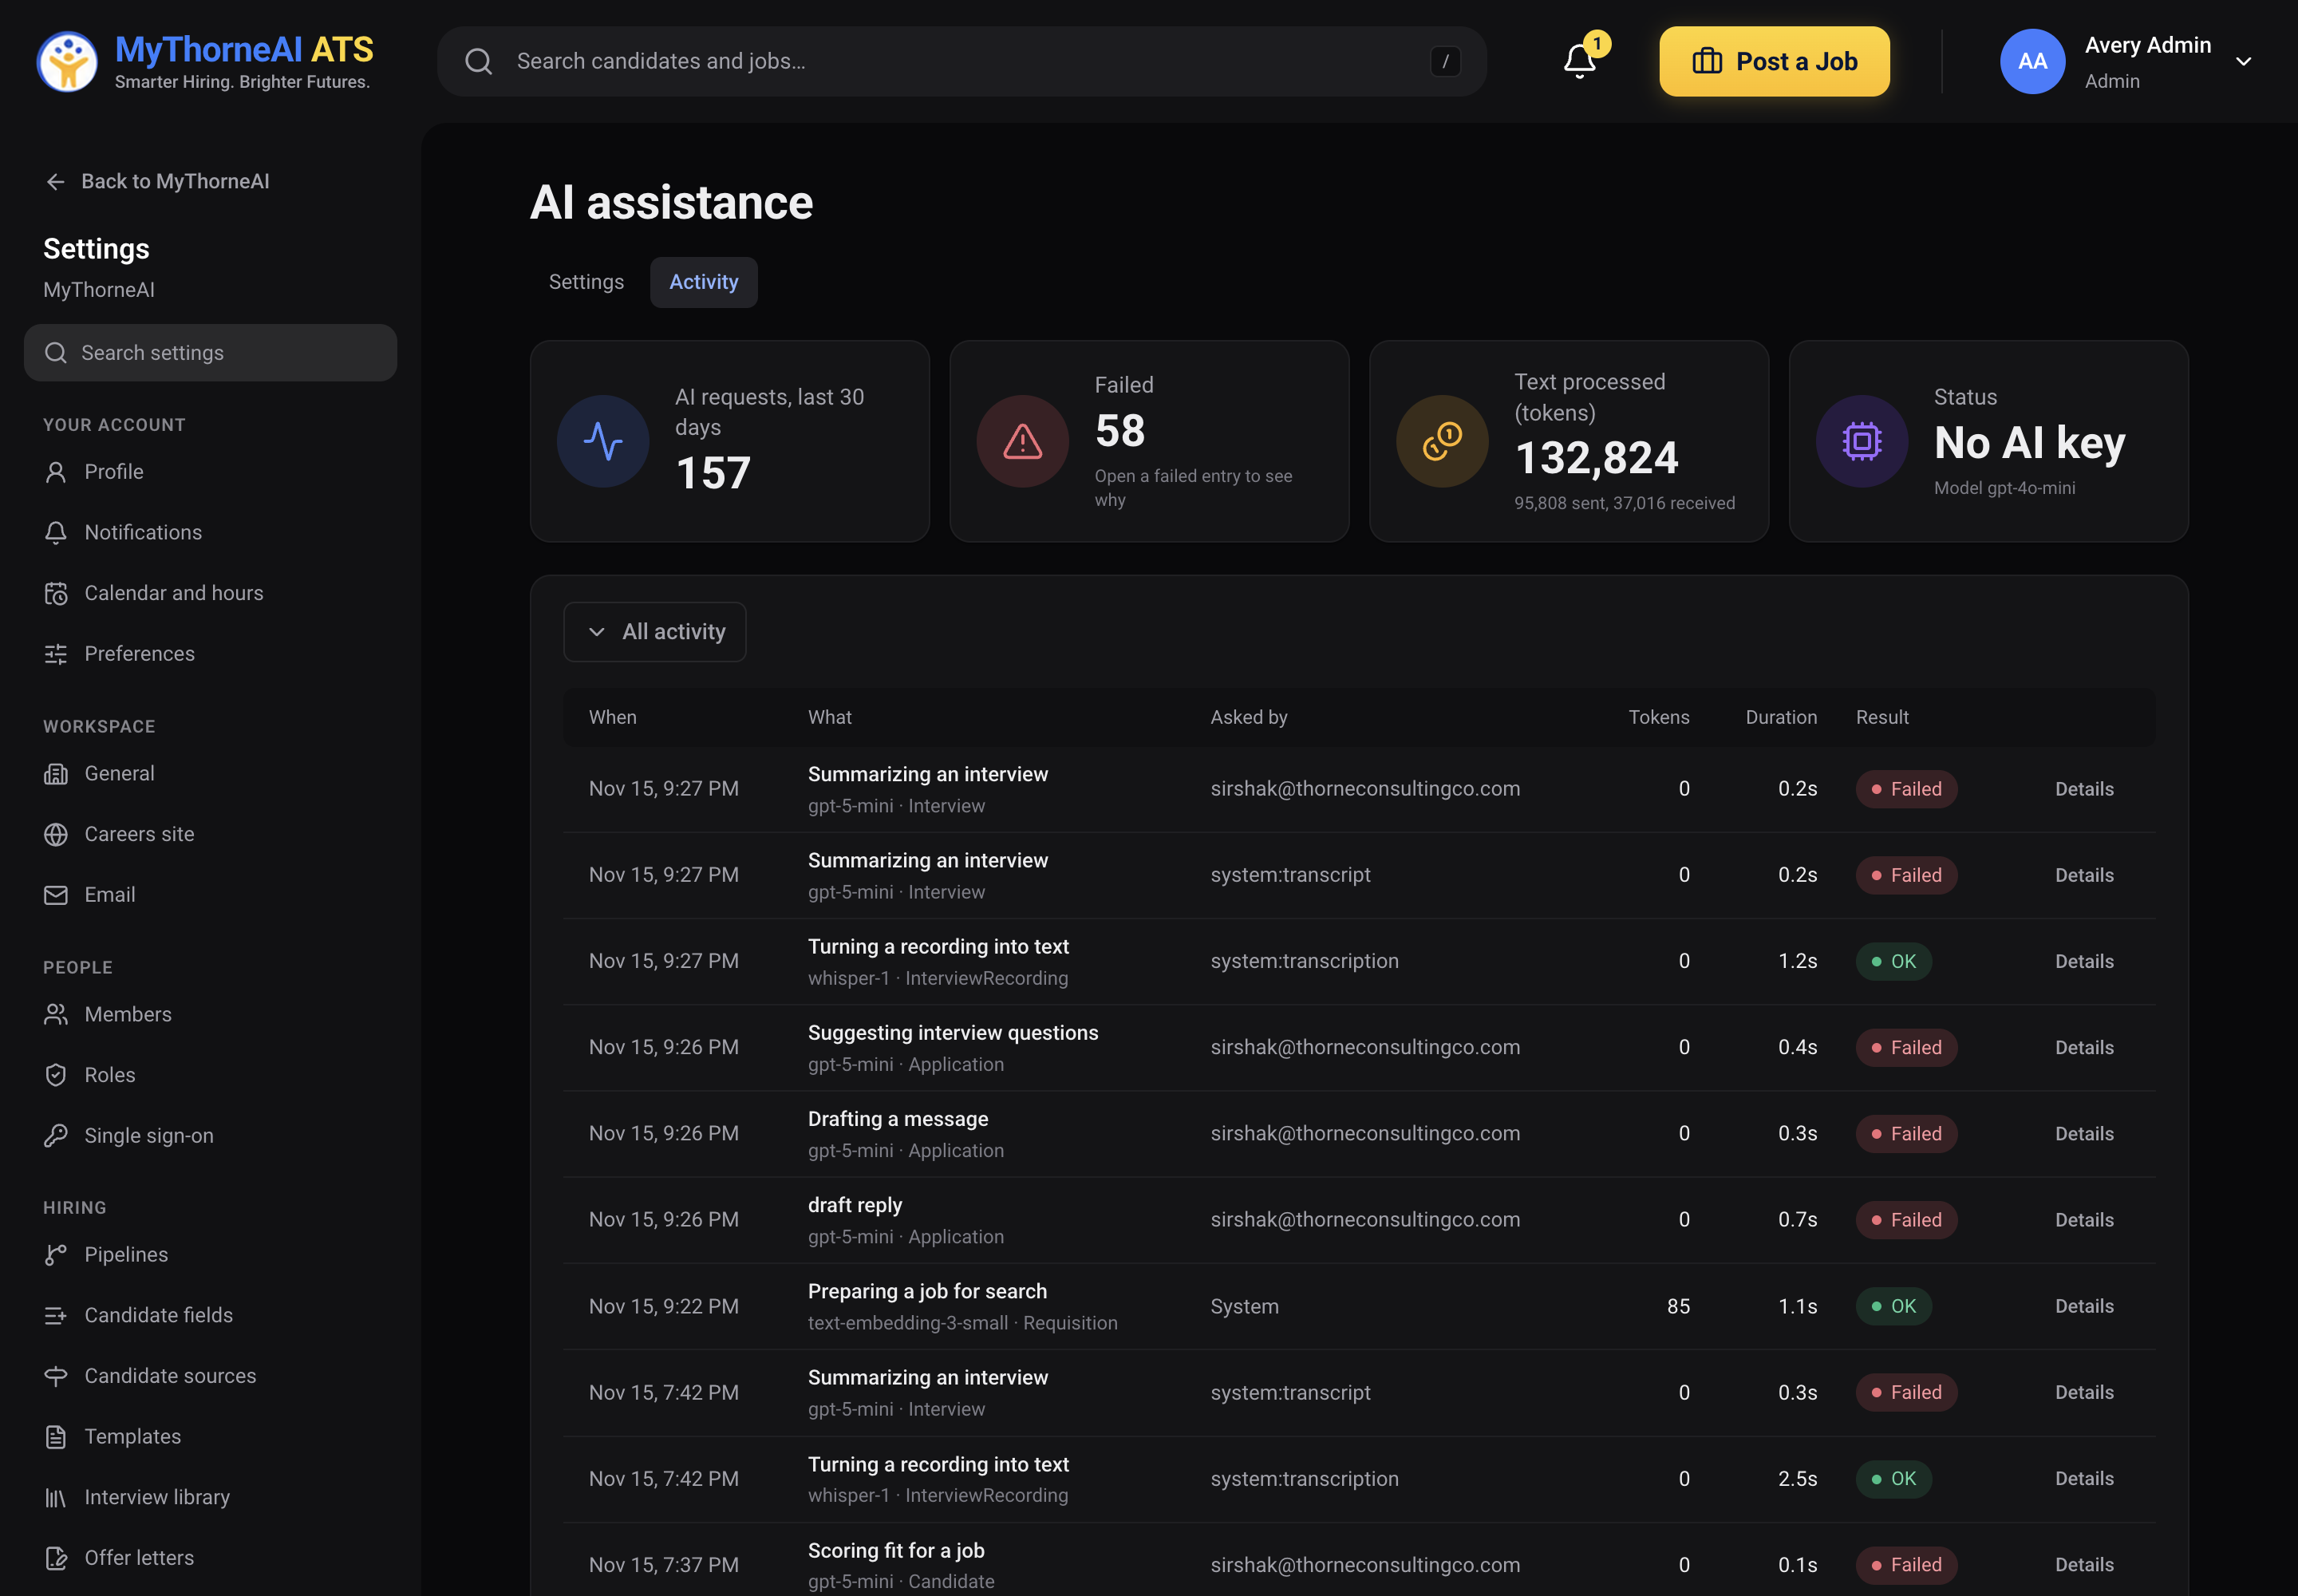 MyThorneAI ATS
Smarter Hiring. Brighter Futures.
Search candidates and jobs...
/
1
Post a Job
AA
Avery Admin
Admin
Back to MyThorneAI
Settings
MyThorneAI
Search settings
YOUR ACCOUNT
Profile
Notifications
Calendar and hours
Preferences
WORKSPACE
General
Careers site
Email
PEOPLE
Members
Roles
Single sign-on
HIRING
Pipelines
Candidate fields
Candidate sources
Templates
Interview library
Offer letters
AI assistance
Settings Activity
AI requests, last 30
days
157
Failed
58
Open a failed entry to see
why
Text processed
(tokens)
132,824
95,808 sent, 37,016 received
Status
No AI key
Model gpt-4o-mini
All activity
When What Asked by Tokens Duration Result
Nov 15, 9:27 PM Summarizing an interview sirshak@thorneconsultingco.com 0 0.2s Failed Details
gpt-5-mini · Interview
Nov 15, 9:27 PM Summarizing an interview system:transcript 0 0.2s Failed Details
gpt-5-mini · Interview
Nov 15, 9:27 PM Turning a recording into text system:transcription 0 1.2s OK Details
whisper-1 · InterviewRecording
Nov 15, 9:26 PM Suggesting interview questions sirshak@thorneconsultingco.com 0 0.4s Failed Details
gpt-5-mini · Application
Nov 15, 9:26 PM Drafting a message sirshak@thorneconsultingco.com 0 0.3s Failed Details
gpt-5-mini · Application
Nov 15, 9:26 PM draft reply sirshak@thorneconsultingco.com 0 0.7s Failed Details
gpt-5-mini · Application
Nov 15, 9:22 PM Preparing a job for search System 85 1.1s OK Details
text-embedding-3-small · Requisition
Nov 15, 7:42 PM Summarizing an interview system:transcript 0 0.3s Failed Details
gpt-5-mini · Interview
Nov 15, 7:42 PM Turning a recording into text system:transcription 0 2.5s OK Details
whisper-1 · InterviewRecording
Nov 15, 7:37 PM Scoring fit for a job sirshak@thorneconsultingco.com 0 0.1s Failed Details
gpt-5-mini · Candidate